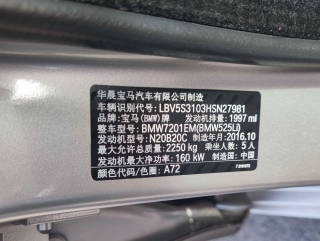 华晨宝马汽车有限公司制造
车辆识别代号:LBV5S3103HSN27981
品牌:宝马(BMW)牌 发动机排量:1997 ml
整车型号:BMW7201EM(BMW525Li)
发动机型号:N20B20C 制造年月:2016.10
最大允许总质量:2250 kg 乘坐人数:5人
发动机最大净功率:160 kW 制造国:中国
颜色代码/色圈:A72